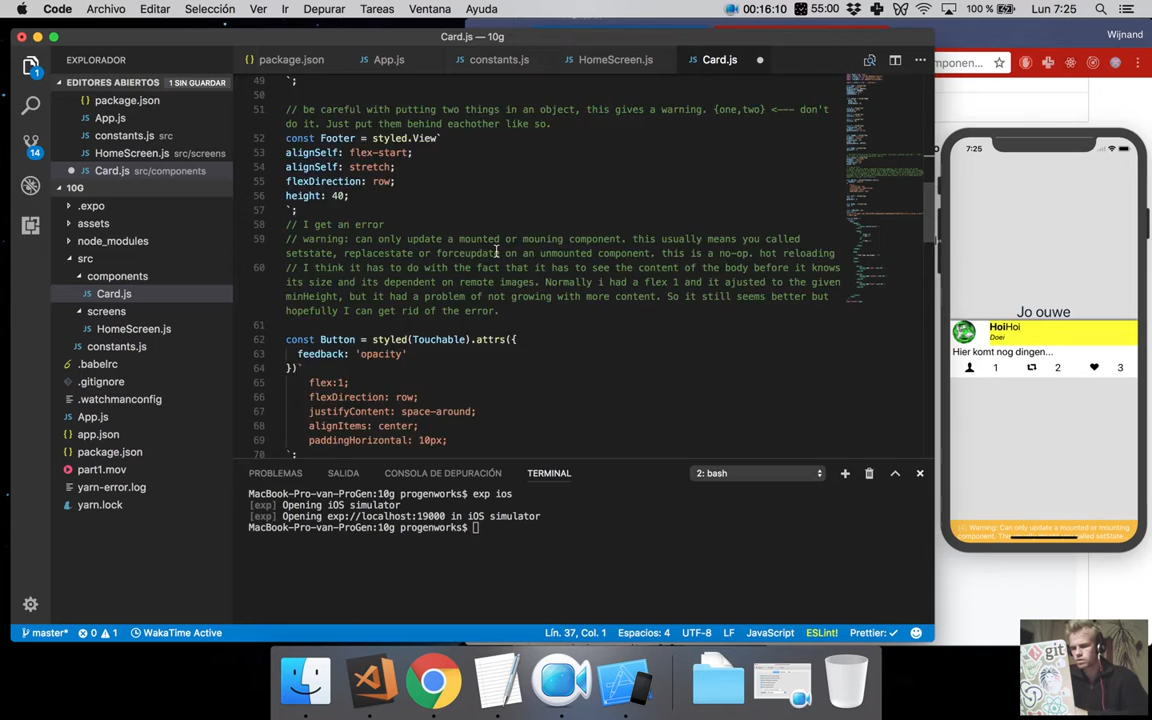 Code Archivo Editar Selección Ver Ir Depurar Tareas Ventana Ayuda 00:16:10 55:00 100 % Lun 7:25
Card.js — 10g
Wijnand
EXPLORADOR
EDITORES ABIERTOS 1 SIN GUARDAR
package.json
App.js
constants.js src
HomeScreen.js src/screens
Card.js src/components
10G
.expo
assets
node_modules
src
components
Card.js
screens
HomeScreen.js
constants.js
.babelrc
.gitignore
.watchmanconfig
App.js
app.json
package.json
part1.mov
yarn-error.log
yarn.lock
1
14
package.json App.js constants.js HomeScreen.js Card.js
49 `;
50
51 // be careful with putting two things in an object, this gives a warning. {one,two} <--- don't
do it. Just put them behind eachother like so.
52 const Footer = styled.View`
53 alignSelf: flex-start;
54 alignSelf: stretch;
55 flexDirection: row;
56 height: 40;
57 `;
58 // I get an error
59 // warning: can only update a mounted or mouning component. this usually means you called
setstate, replacestate or forceupdate on an unmounted component. this is a no-op. hot reloading
60 // I think it has to do with the fact that it has to see the content of the body before it knows
its size and its dependent on remote images. Normally i had a flex 1 and it ajusted to the given
minHeight, but it had a problem of not growing with more content. So it still seems better but
hopefully I can get rid of the error.
61
62 const Button = styled(Touchable).attrs({
63 feedback: 'opacity'
64 })`
65 flex:1;
66 flexDirection: row;
67 justifyContent: space-around;
68 alignItems: center;
69 paddingHorizontal: 10px;
70 `;
PROBLEMAS SALIDA CONSOLA DE DEPURACIÓN TERMINAL 2: bash
MacBook-Pro-van-ProGen:10g progenworks$ exp ios
[exp] Opening iOS simulator
[exp] Opening exp://localhost:19000 in iOS simulator
MacBook-Pro-van-ProGen:10g progenworks$
master* 0 1 WakaTime Active Lín. 37, Col. 1 Espacios: 4 UTF-8 LF JavaScript ESLint! Prettier: ✓
mponen...
7:25
Jo ouwe
HoiHoi
Doei
Hier komt nog dingen...
1 2 3
Warning: Can only update a mounted or mounting
component. setState,
git